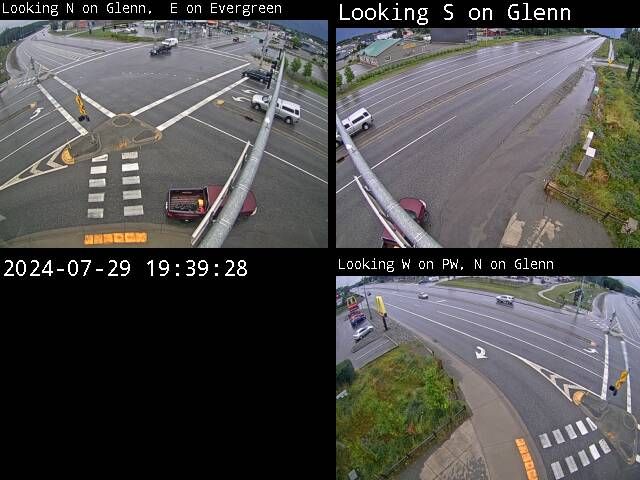 Looking N on Glenn, E on Evergreen
Looking S on Glenn
2024-07-29 19:39:28
Looking W on PW, N on Glenn